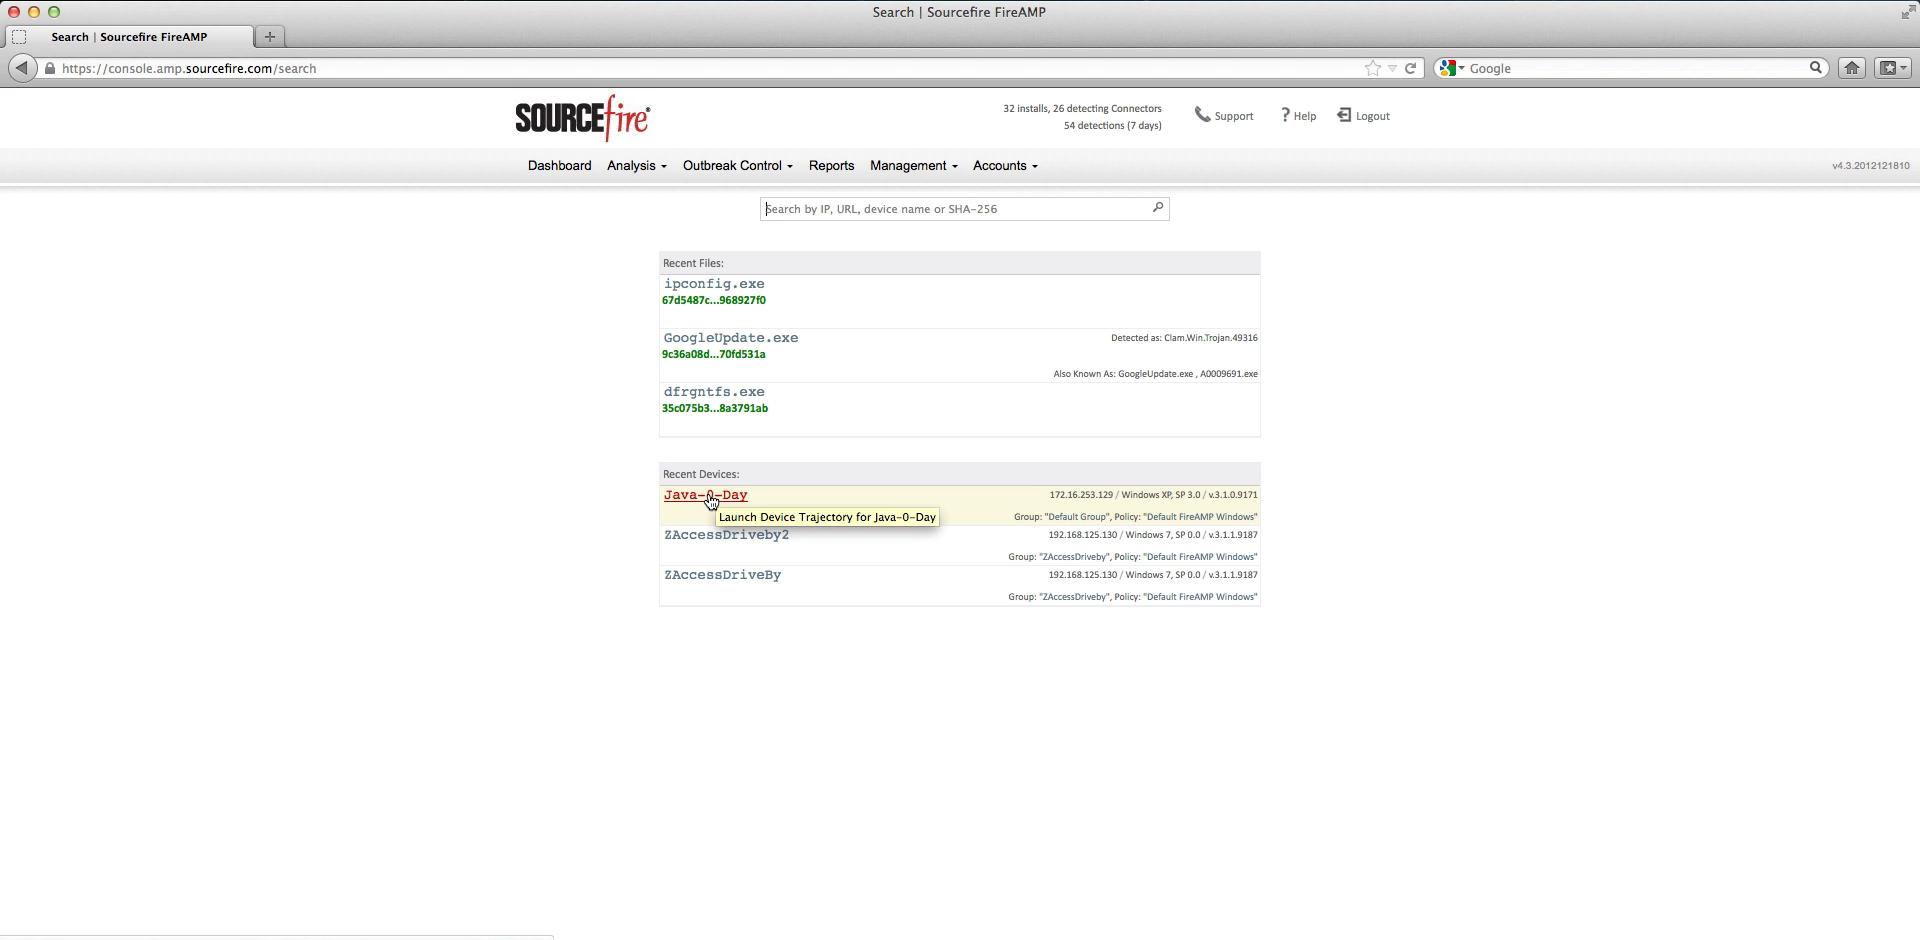 Search | Sourcefire FireAMP
Search | Sourcefire FireAMP
https://console.amp.sourcefire.com/search
Google
SOURCEfire®
32 installs, 26 detecting Connectors
54 detections (7 days)
Support
? Help
Logout
Dashboard Analysis Outbreak Control Reports Management Accounts
v4.3.2012121810
Search by IP, URL, device name or SHA-256
Recent Files:
ipconfig.exe
67d5487c...968927f0
GoogleUpdate.exe Detected as: Clam.Win.Trojan.49316
9c36a08d...70fd531a
Also Known As: GoogleUpdate.exe , A0009691.exe
dfrgntfs.exe
35c075b3...8a3791ab
Recent Devices:
Java-0-Day 172.16.253.129 / Windows XP, SP 3.0 / v.3.1.0.9171
Launch Device Trajectory for Java-0-Day
Group: "Default Group", Policy: "Default FireAMP Windows"
ZAccessDriveby2 192.168.125.130 / Windows 7, SP 0.0 / v.3.1.1.9187
Group: "ZAccessDriveby", Policy: "Default FireAMP Windows"
ZAccessDriveBy 192.168.125.130 / Windows 7, SP 0.0 / v.3.1.1.9187
Group: "ZAccessDriveby", Policy: "Default FireAMP Windows"